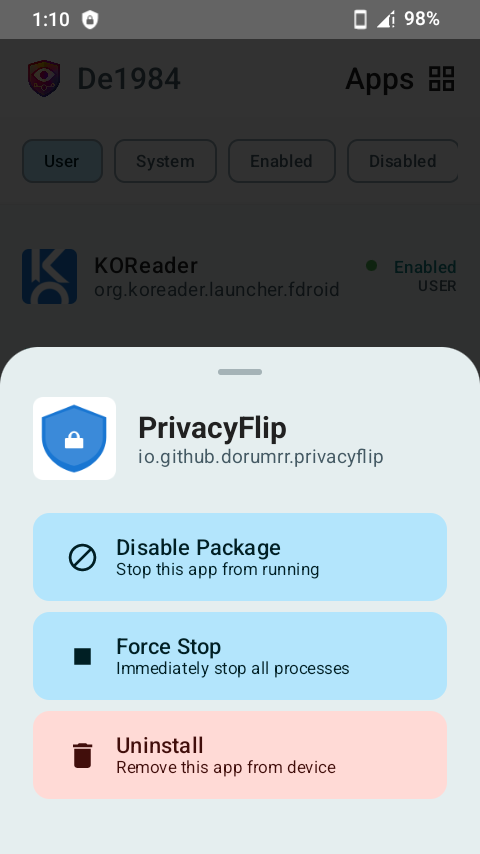 1:10
98%
De1984
Apps
User
System
Enabled
Disabled
KOReader
org.koreader.launcher.fdroid
Enabled
USER
PrivacyFlip
io.github.dorumrr.privacyflip
Disable Package
Stop this app from running
Force Stop
Immediately stop all processes
Uninstall
Remove this app from device